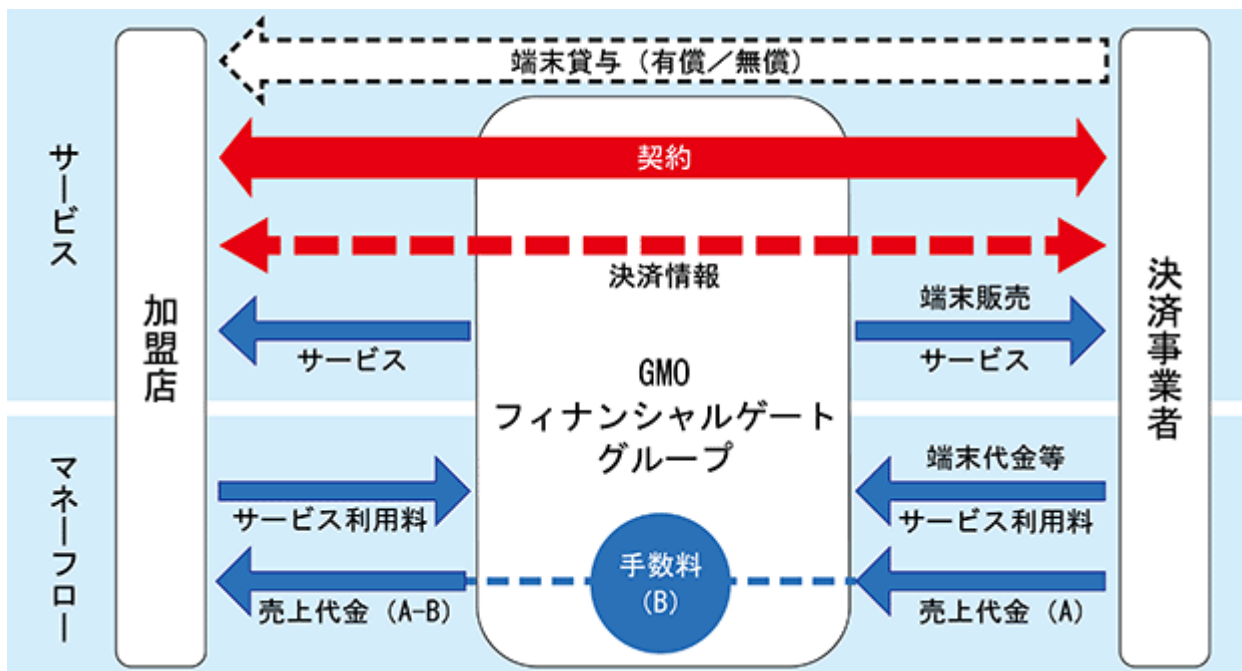 端末貸与（有償／無償）
契約
決済情報
サービス
加盟店
決済事業者
サービス
端末販売
サービス
GMO
フィナンシャルゲート
グループ
マネーフロー
サービス利用料
端末代金等
サービス利用料
手数料
（B）
売上代金（A-B）
売上代金（A）